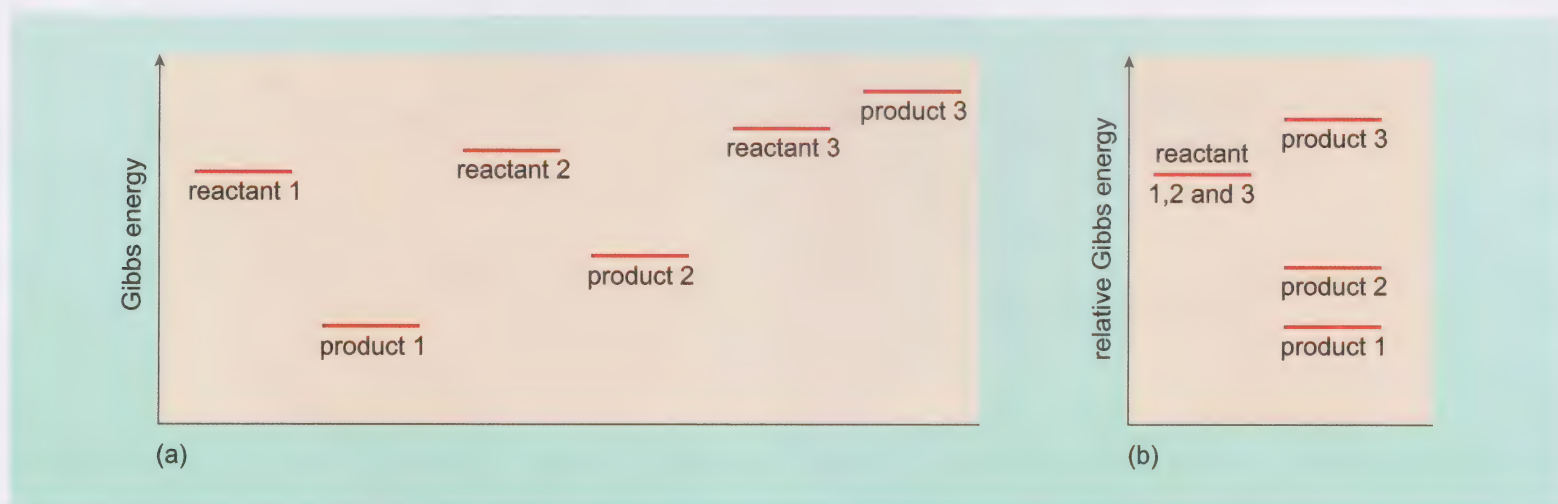 Gibbs energy
reactant 1
product 1
reactant 2
product 2
reactant 3
product 3
(a)
relative Gibbs energy
reactant
1,2 and 3
product 3
product 2
product 1
(b)